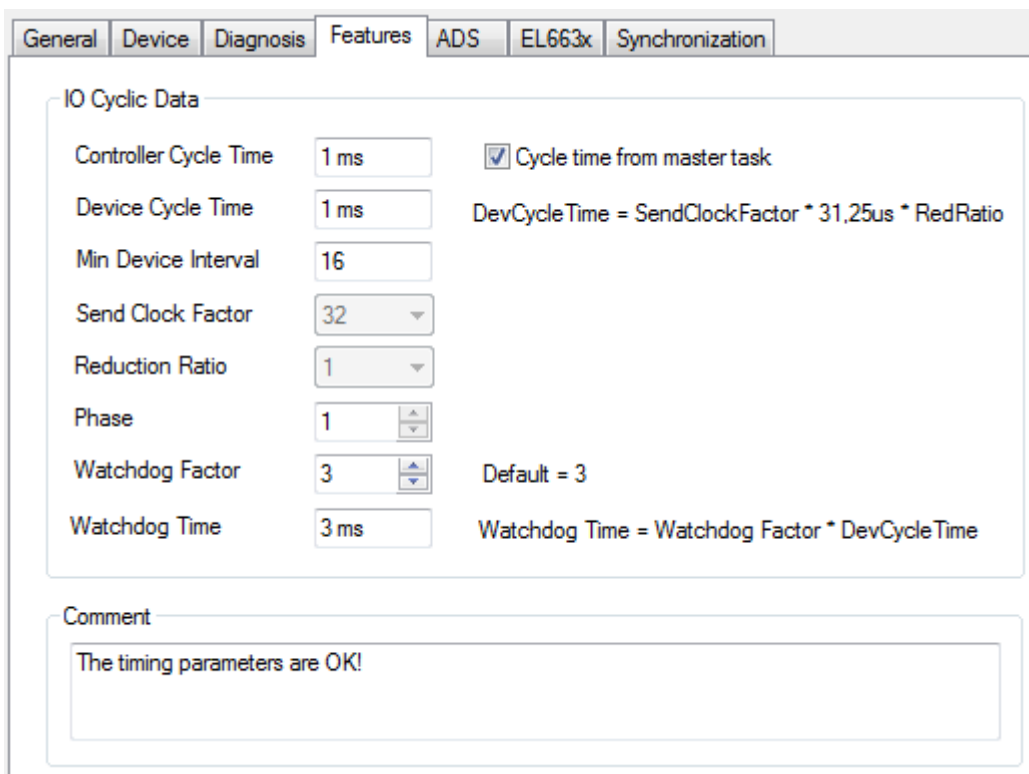 General Device Diagnosis Features ADS EL663x Synchronization
IO Cyclic Data
Controller Cycle Time 1 ms Cycle time from master task
Device Cycle Time 1 ms DevCycleTime = SendClockFactor * 31,25us * RedRatio
Min Device Interval 16
Send Clock Factor 32
Reduction Ratio 1
Phase 1
Watchdog Factor 3 Default = 3
Watchdog Time 3 ms Watchdog Time = Watchdog Factor * DevCycleTime
Comment
The timing parameters are OK!